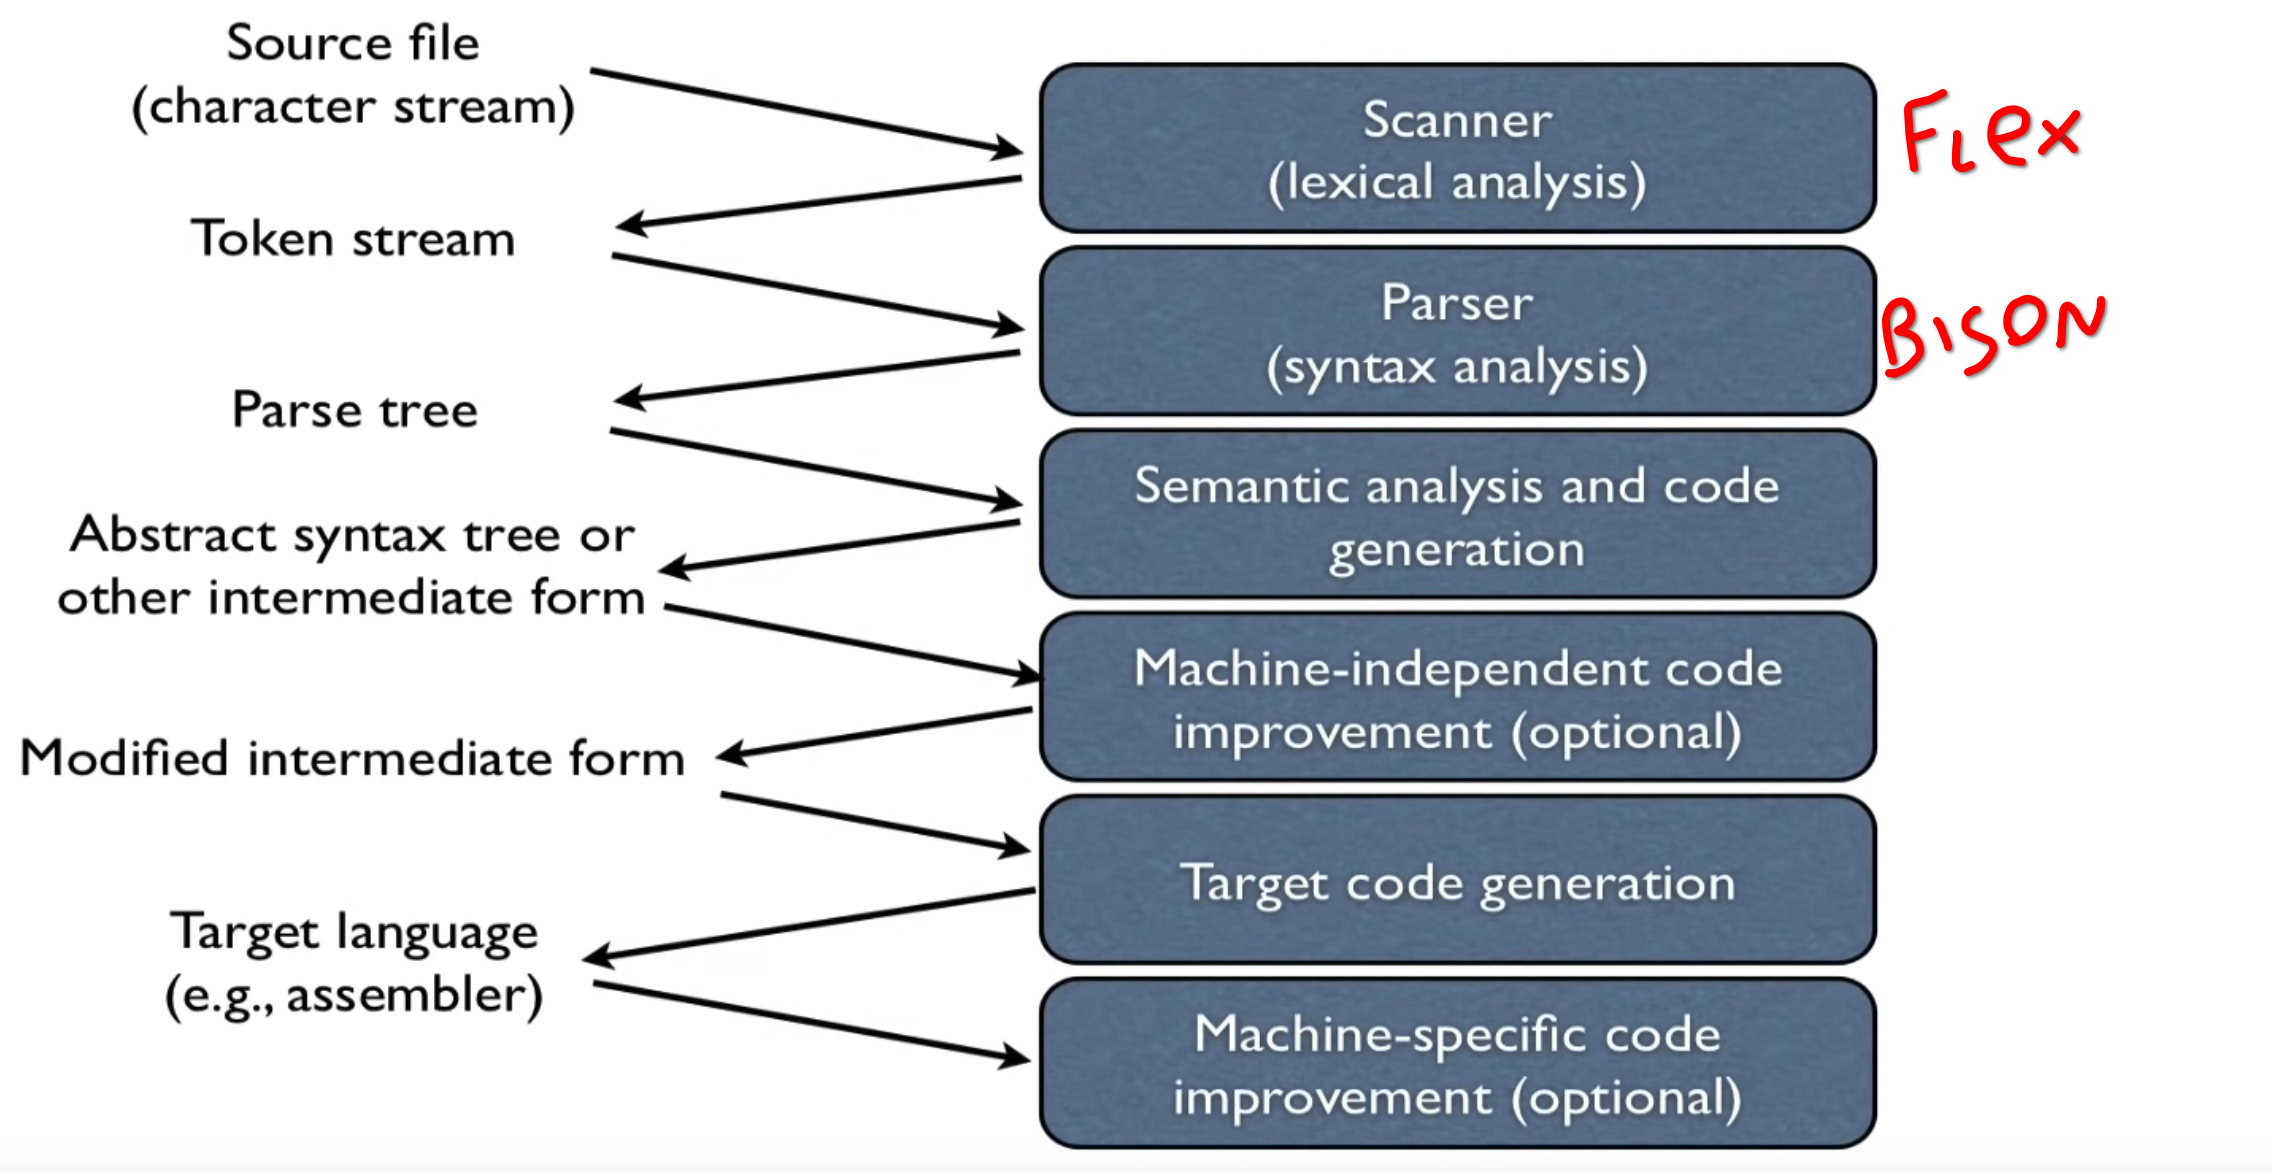 Source file
(character stream)
Scanner
(lexical analysis)
FLex
Token stream
Parser
(syntax analysis)
BISON
Parse tree
Semantic analysis and code
generation
Abstract syntax tree or
other intermediate form
Machine-independent code
improvement (optional)
Modified intermediate form
Target code generation
Target language
(e.g., assembler)
Machine-specific code
improvement (optional)